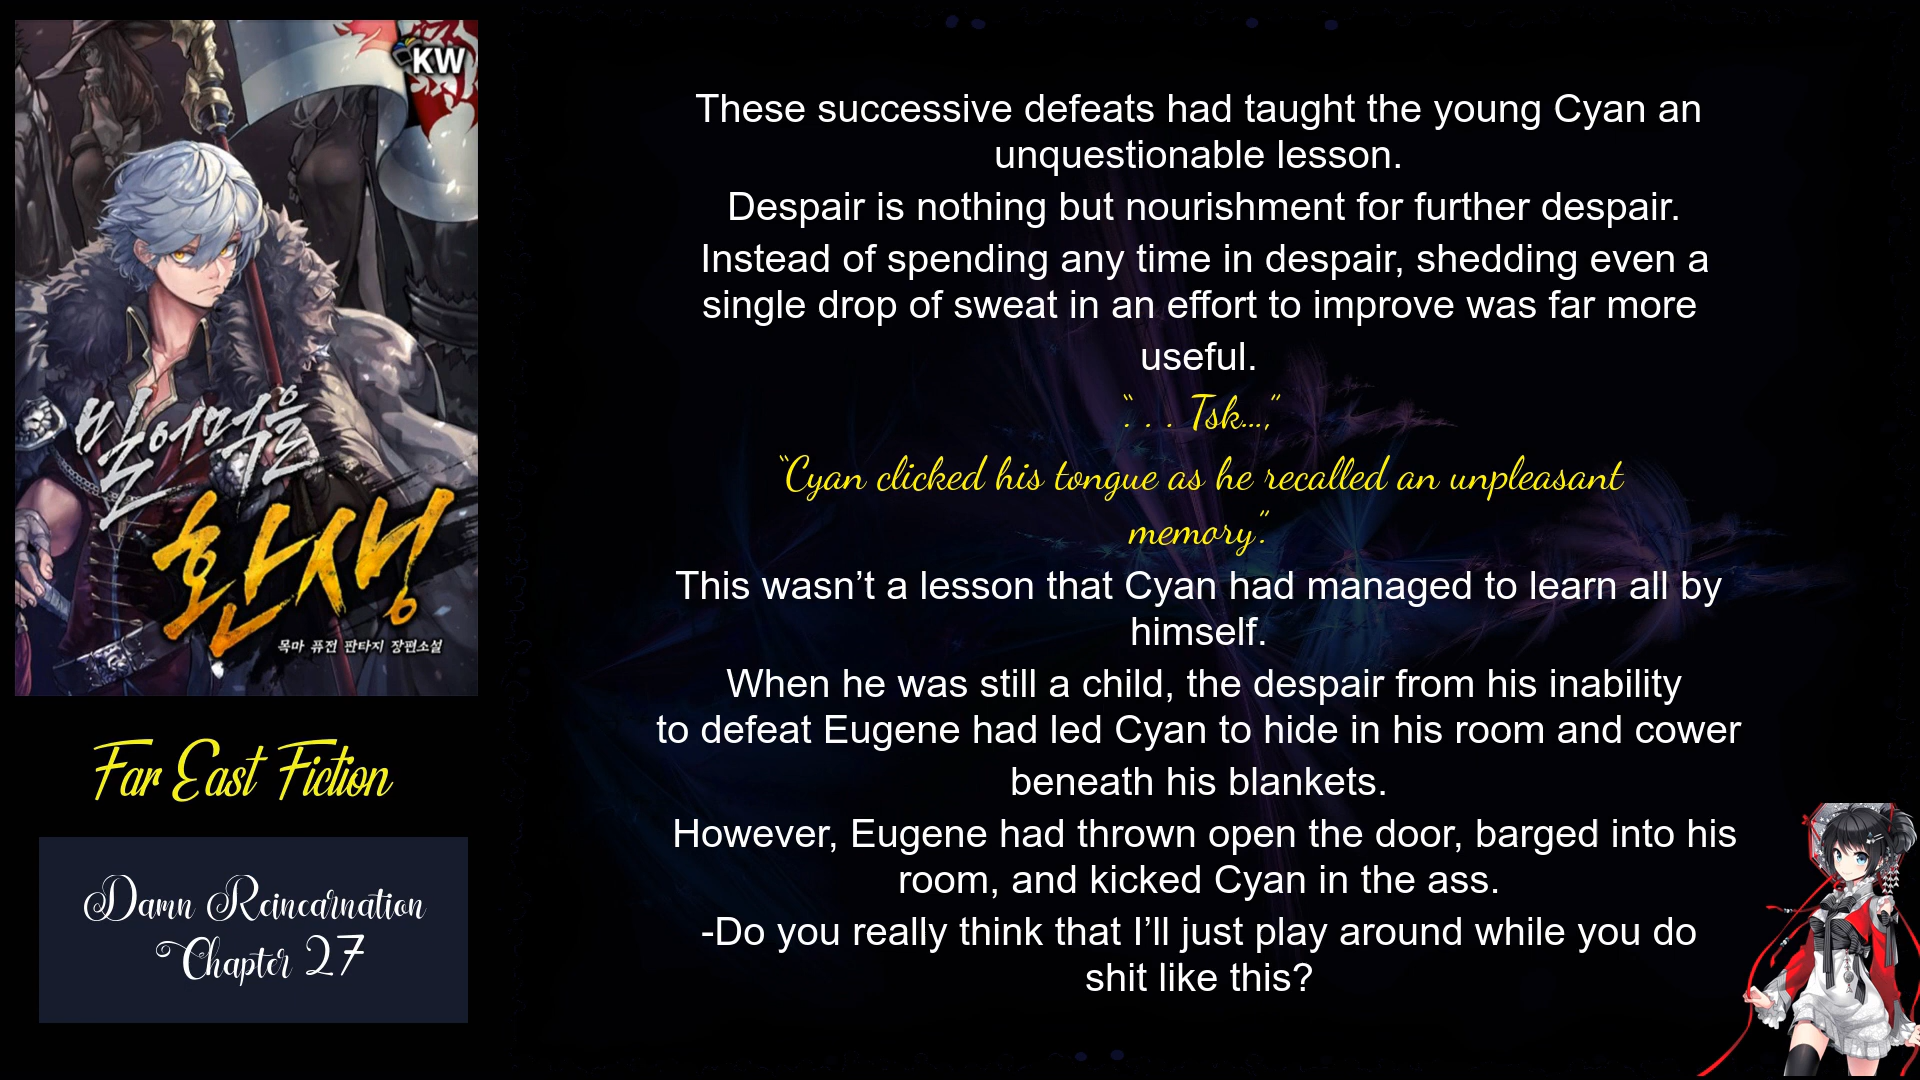 KW
빌어먹을
환생
목마 퓨전 판타지 장편소설
Far East Fiction
Damn Reincarnation
Chapter 27
These successive defeats had taught the young Cyan an
unquestionable lesson.
Despair is nothing but nourishment for further despair.
Instead of spending any time in despair, shedding even a
single drop of sweat in an effort to improve was far more
useful.
“. . . Tsk…,”
“Cyan clicked his tongue as he recalled an unpleasant
memory”.
This wasn’t a lesson that Cyan had managed to learn all by
himself.
When he was still a child, the despair from his inability
to defeat Eugene had led Cyan to hide in his room and cower
beneath his blankets.
However, Eugene had thrown open the door, barged into his
room, and kicked Cyan in the ass.
-Do you really think that I’ll just play around while you do
shit like this?